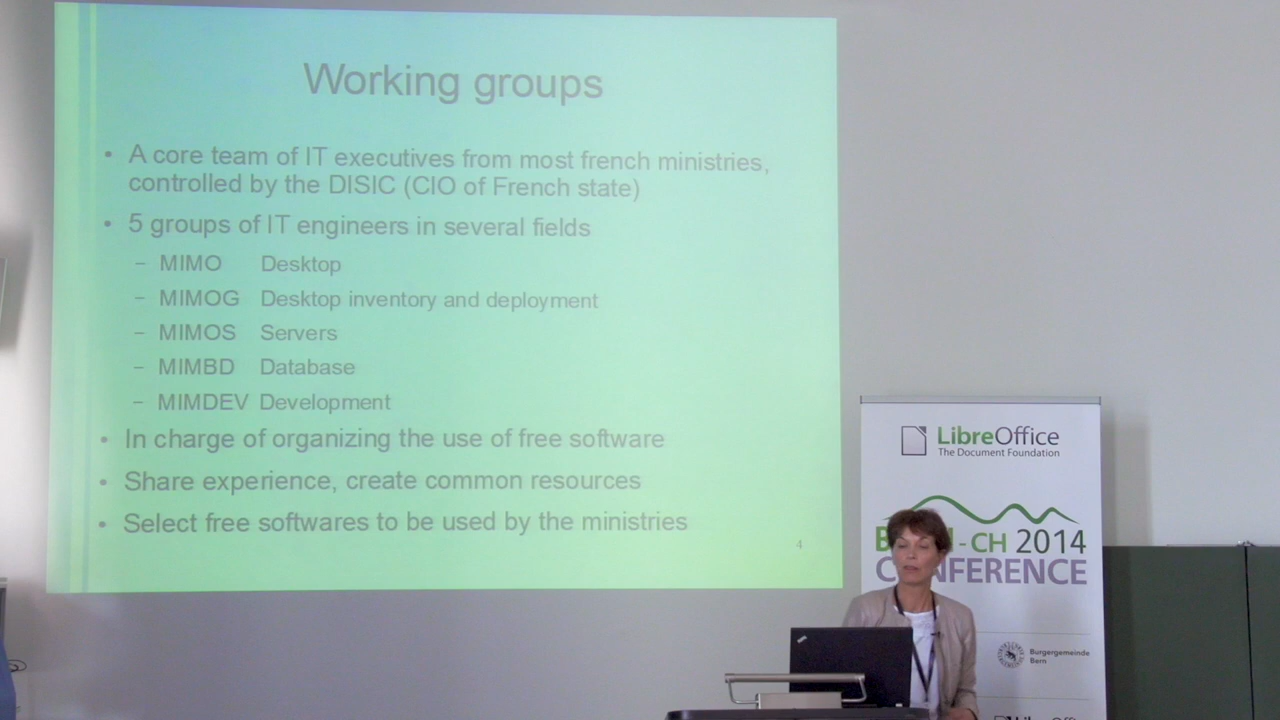 Working groups
• A core team of IT executives from most french ministries,
controlled by the DISIC (CIO of French state)
• 5 groups of IT engineers in several fields
– MIMO Desktop
– MIMOG Desktop inventory and deployment
– MIMOS Servers
– MIMBD Database
– MIMDEV Development
• In charge of organizing the use of free software
• Share experience, create common resources
• Select free softwares to be used by the ministries
4
LibreOffice
The Document Foundation
-CH 2014
Burgergemeinde
Bern